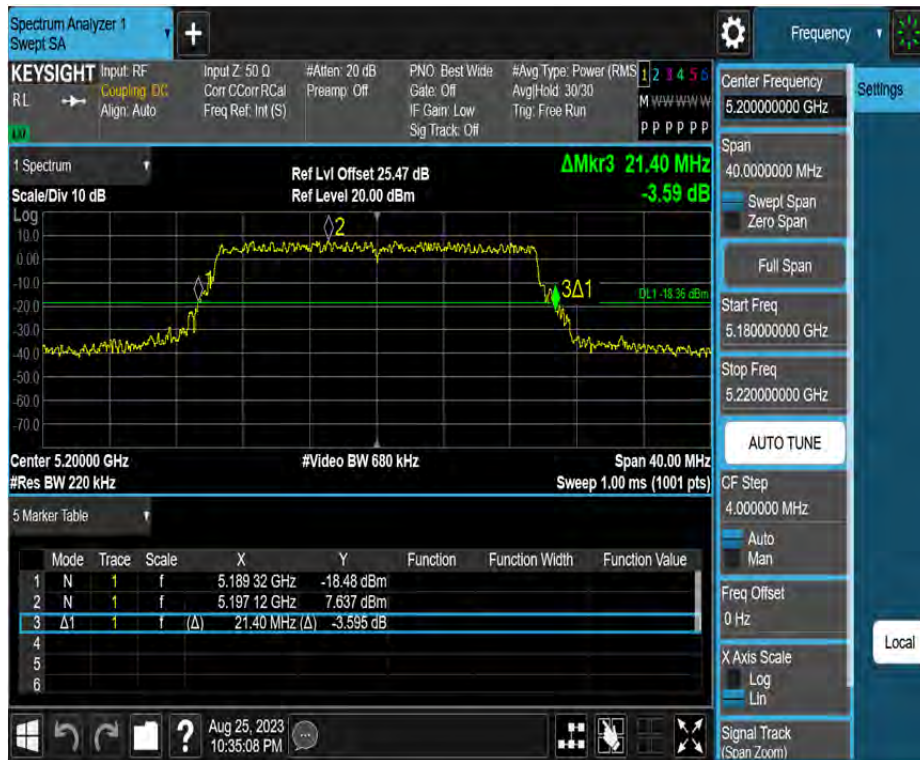 Spectrum Analyzer 1
Swept SA
Frequency
KEYSIGHT
RL
LXI
Input: RF
Coupling: DC
Align: Auto
Input Z: 50 Ω
Corr CCorr RCal
Freq Ref: Int (S)
#Atten: 20 dB
Preamp: Off
PNO: Best Wide
Gate: Off
IF Gain: Low
Sig Track: Off
#Avg Type: Power (RMS
Avg|Hold: 30/30
Trig: Free Run
1 2 3 4 5 6
M W W W W W
P P P P P P
Center Frequency
5.200000000 GHz
Settings
Span
40.0000000 MHz
Swept Span
Zero Span
Full Span
Start Freq
5.180000000 GHz
Stop Freq
5.220000000 GHz
AUTO TUNE
CF Step
4.000000 MHz
Auto
Man
Freq Offset
0 Hz
X Axis Scale
Log
Lin
Signal Track
(Span Zoom)
Local
1 Spectrum
Scale/Div 10 dB
Ref Lvl Offset 25.47 dB
Ref Level 20.00 dBm
ΔMkr3 21.40 MHz
-3.59 dB
Log
10.0
0.00
-10.0
-20.0
-30.0
-40.0
-50.0
-60.0
-70.0
1
2
3Δ1
DL1 -18.36 dBm
Center 5.20000 GHz
#Video BW 680 kHz
Span 40.00 MHz
#Res BW 220 kHz
Sweep 1.00 ms (1001 pts)
5 Marker Table
Mode Trace Scale X Y Function Function Width Function Value
1 N 1 f 5.189 32 GHz -18.48 dBm
2 N 1 f 5.197 12 GHz 7.637 dBm
3 Δ1 1 f (Δ) 21.40 MHz (Δ) -3.595 dB
4
5
6
?
Aug 25, 2023
10:35:08 PM